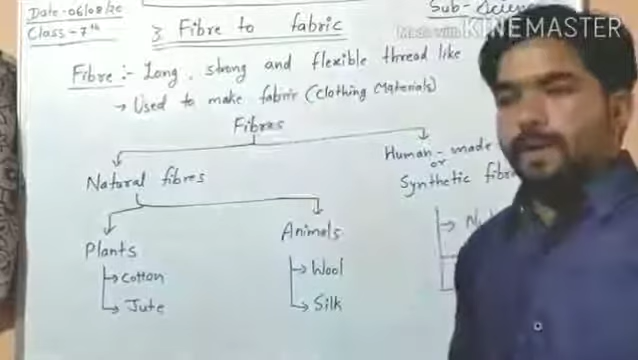 Date-06/08/20
Sub-Science
Class-7th
Made with KINEMASTER
3 Fibre to fabric
Fibre:- Long, strong and flexible thread like
→ Used to make fabric (clothing Materials)
Fibres
Natural fibres
Human-made
or
Synthetic fibre
Plants
→ Cotton
→ Jute
Animals
→ Wool
→ Silk